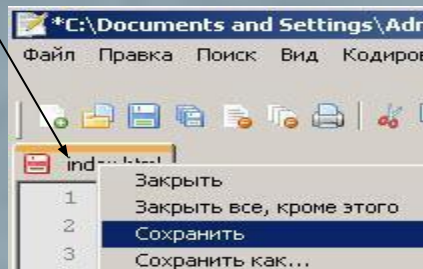 *C:\Documents and Settings\Adr
Файл Правка Поиск Вид Кодиров
index.html
1
Закрыть
Закрыть все, кроме этого
2
Сохранить
3
Сохранить как...